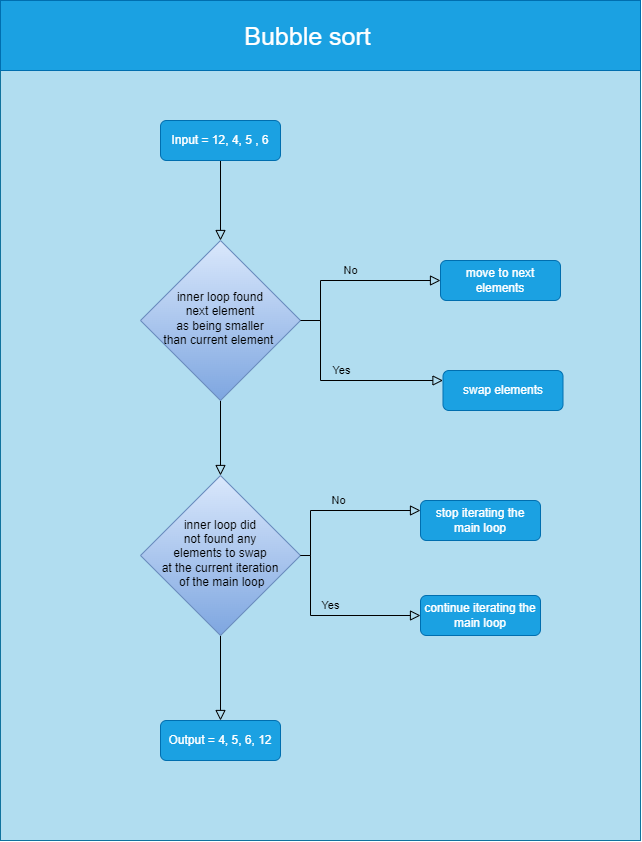 Bubble sort
Input = 12, 4, 5 , 6
inner loop found
next element
as being smaller
than current element
No
move to next
elements
Yes
swap elements
inner loop did
not found any
elements to swap
at the current iteration
of the main loop
No
stop iterating the
main loop
Yes
continue iterating the
main loop
Output = 4, 5, 6, 12